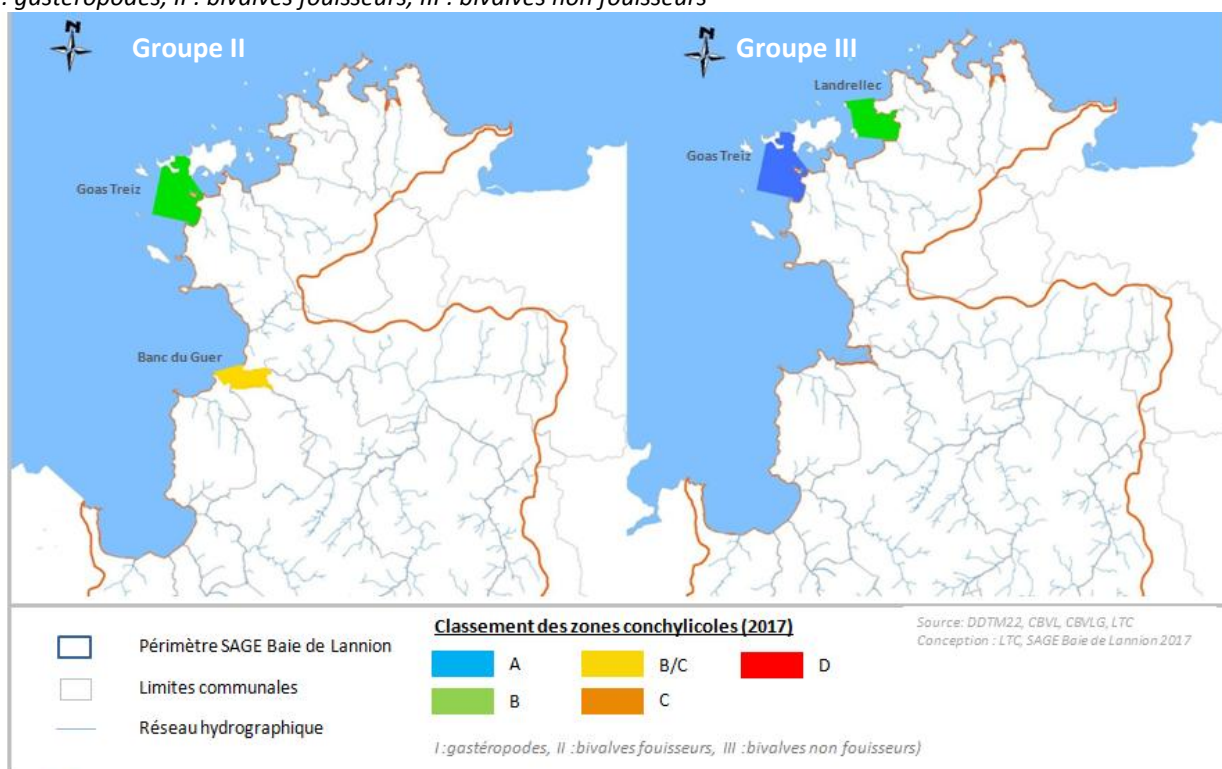 : gastéropodes, II : bivalves fouisseurs, III : bivalves non fouisseurs
N
Groupe II
Goas Treiz
Banc du Guer
N
Groupe III
Landrellec
Goas Treiz
Périmètre SAGE Baie de Lannion
Limites communales
Réseau hydrographique
Classement des zones conchylicoles (2017)
A
B/C
D
B
C
I :gastéropodes, II :bivalves fouisseurs, III :bivalves non fouisseurs)
Source: DDTM22, CBVL, CBVLG, LTC
Conception : LTC, SAGE Baie de Lannion 2017